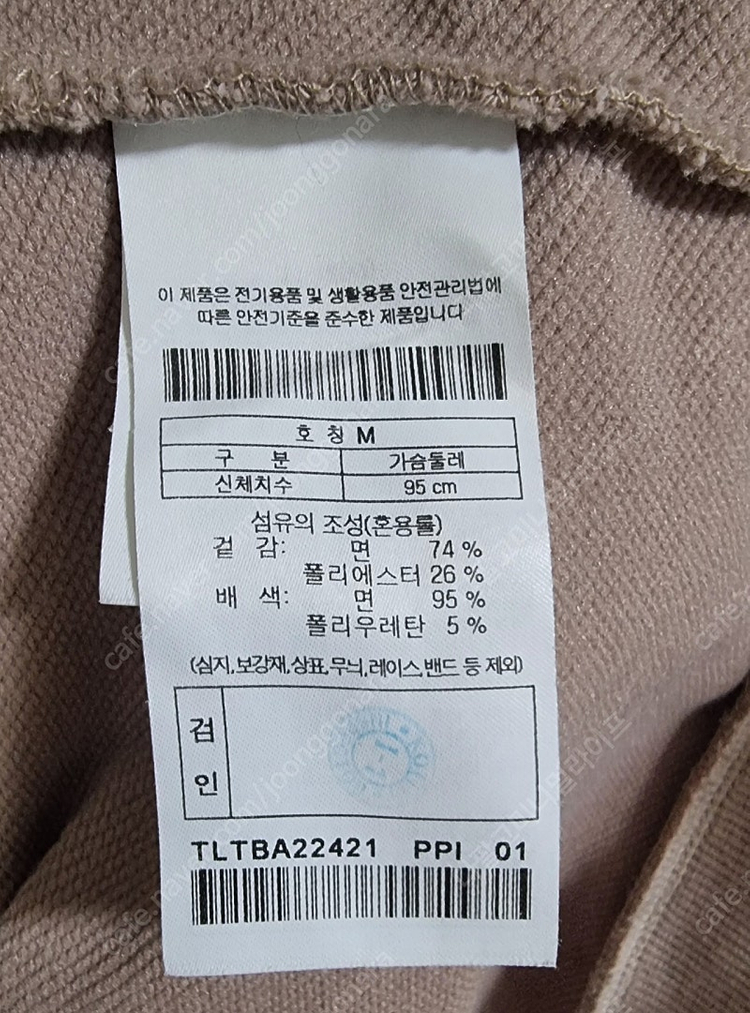 이 제품은 전기용품 및 생활용품 안전관리법에
따른 안전기준을 준수한 제품입니다
호 칭 M
구 분 가슴둘레
신체치수 95 cm
섬유의 조성(혼용률)
겉 감: 면 74 %
폴리에스터 26 %
배 색: 면 95 %
폴리우레탄 5 %
(심지,보강재,상표,무늬,레이스,밴드 등 제외)
검
인
TLTBA22421 PPI 01
cafe.naver.com/joonggonara